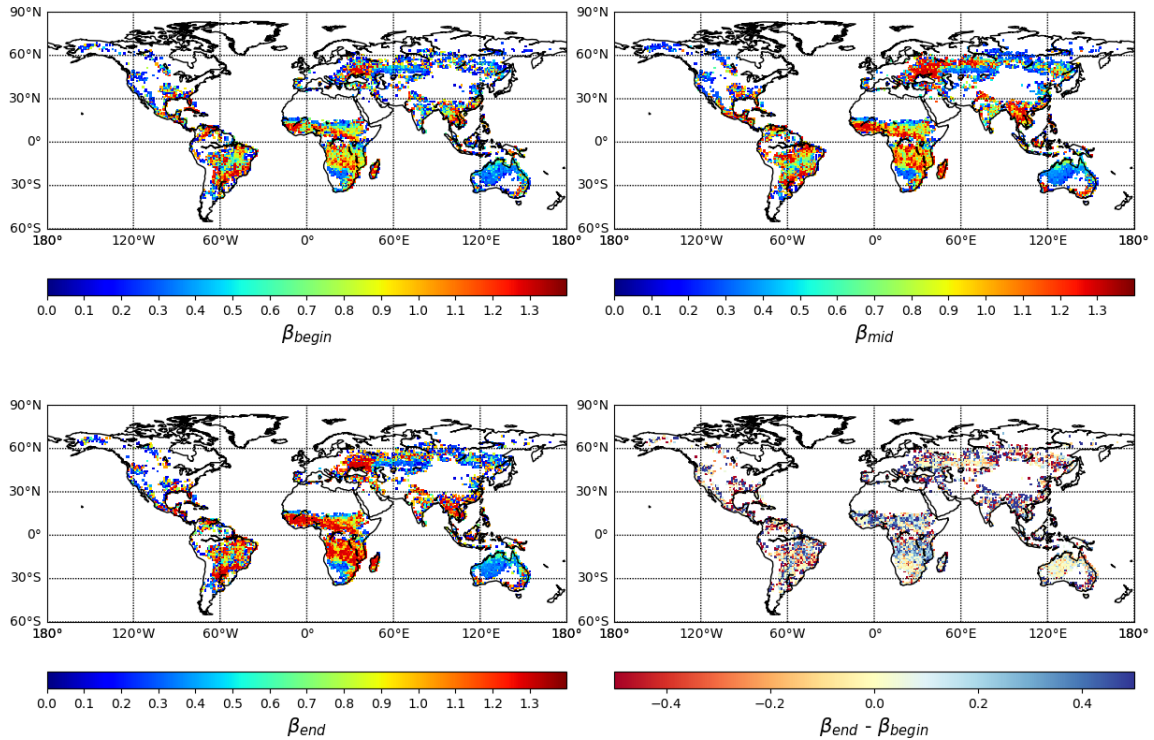 90°N 90°N
60°N 60°N
30°N 30°N
0° 0°
30°S 30°S
60°S 60°S
180° 120°W 60°W 0° 60°E 120°E 180° 180° 120°W 60°W 0° 60°E 120°E 180°
0.0 0.1 0.2 0.3 0.4 0.5 0.6 0.7 0.8 0.9 1.0 1.1 1.2 1.3 0.0 0.1 0.2 0.3 0.4 0.5 0.6 0.7 0.8 0.9 1.0 1.1 1.2 1.3
β_begin β_mid
90°N 90°N
60°N 60°N
30°N 30°N
0° 0°
30°S 30°S
60°S 60°S
180° 120°W 60°W 0° 60°E 120°E 180° 180° 120°W 60°W 0° 60°E 120°E 180°
0.0 0.1 0.2 0.3 0.4 0.5 0.6 0.7 0.8 0.9 1.0 1.1 1.2 1.3 −0.4 −0.2 0.0 0.2 0.4
β_end β_end - β_begin